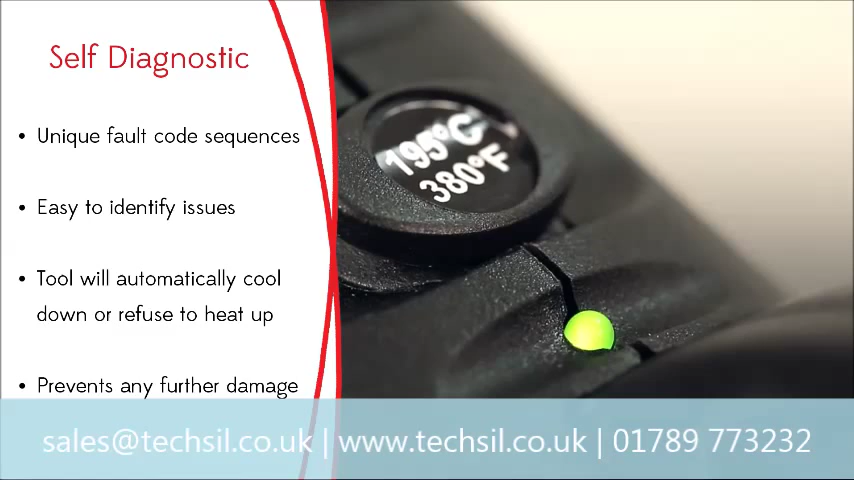 Self Diagnostic
• Unique fault code sequences
• Easy to identify issues
• Tool will automatically cool
down or refuse to heat up
• Prevents any further damage
195°C
380°F
sales@techsil.co.uk | www.techsil.co.uk | 01789 773232